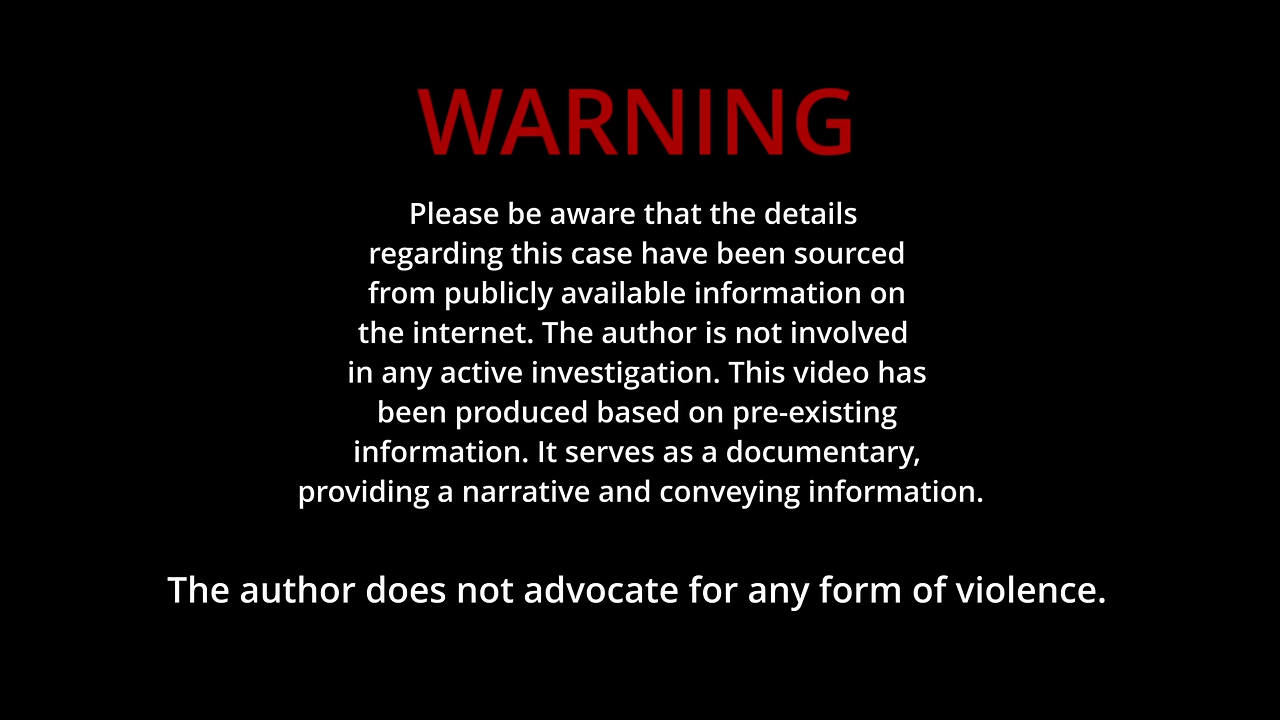 WARNING
Please be aware that the details
regarding this case have been sourced
from publicly available information on
the internet. The author is not involved
in any active investigation. This video has
been produced based on pre-existing
information. It serves as a documentary,
providing a narrative and conveying information.
The author does not advocate for any form of violence.